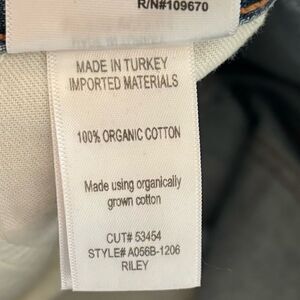 R/N#109670
MADE IN TURKEY
IMPORTED MATERIALS
100% ORGANIC COTTON
Made using organically
grown cotton
CUT# 53454
STYLE# A056B-1206
RILEY